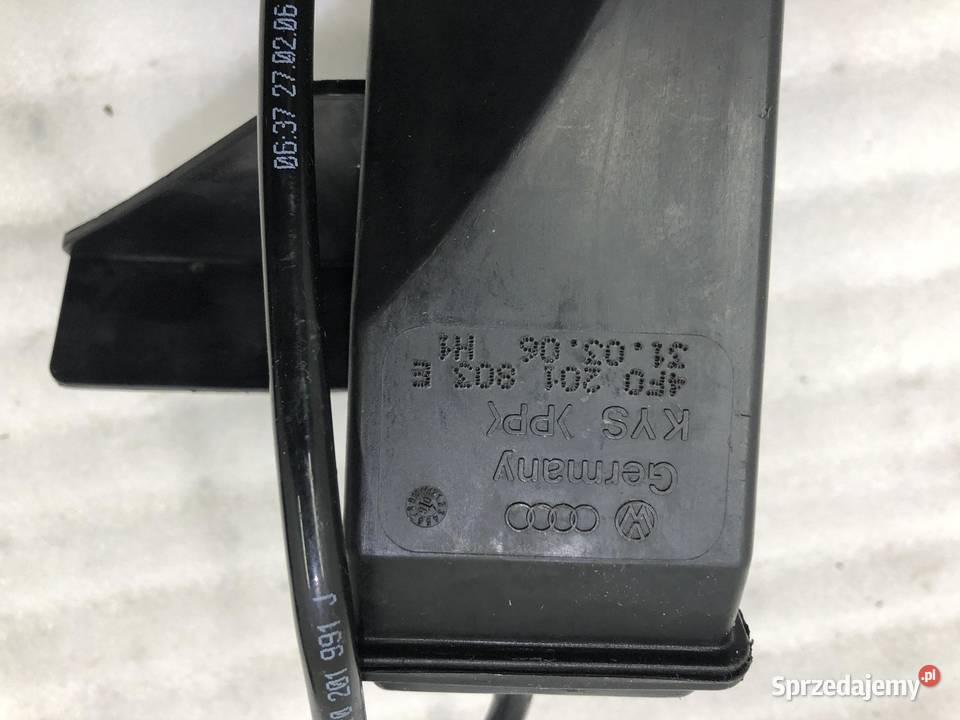 06:37 27.02.06
201 991 J
Germany
KYS >PP<
4F0 201 803 E
31.03.06 H1
Sprzedajemy.pl